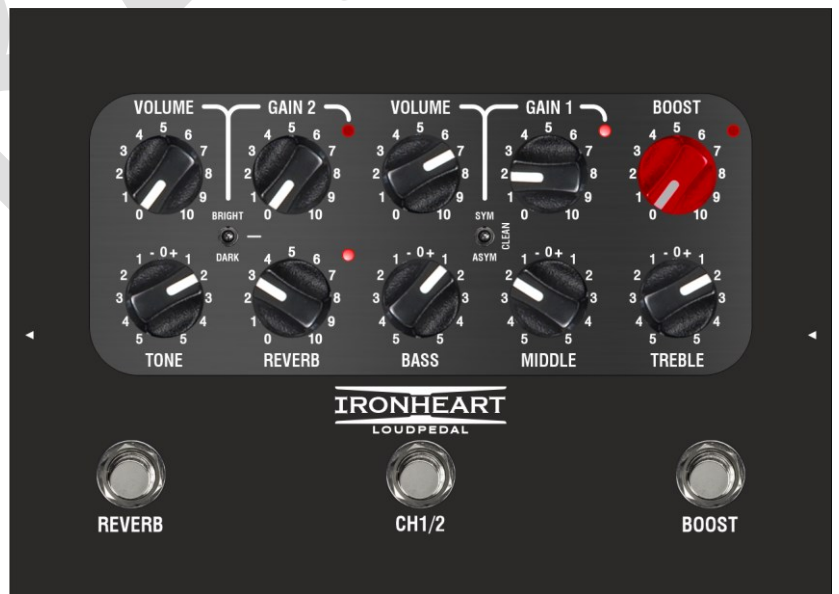 VOLUME GAIN 2 VOLUME GAIN 1 BOOST
0 1 2 3 4 5 6 7 8 9 10
0 1 2 3 4 5 6 7 8 9 10
0 1 2 3 4 5 6 7 8 9 10
0 1 2 3 4 5 6 7 8 9 10
0 1 2 3 4 5 6 7 8 9 10
BRIGHT
DARK
SYM
ASYM
CLEAN
5 4 3 2 1 - 0 + 1 2 3 4 5
0 1 2 3 4 5 6 7 8 9 10
5 4 3 2 1 - 0 + 1 2 3 4 5
5 4 3 2 1 - 0 + 1 2 3 4 5
5 4 3 2 1 - 0 + 1 2 3 4 5
TONE REVERB BASS MIDDLE TREBLE
IRONHEART
LOUDPEDAL
REVERB CH1/2 BOOST